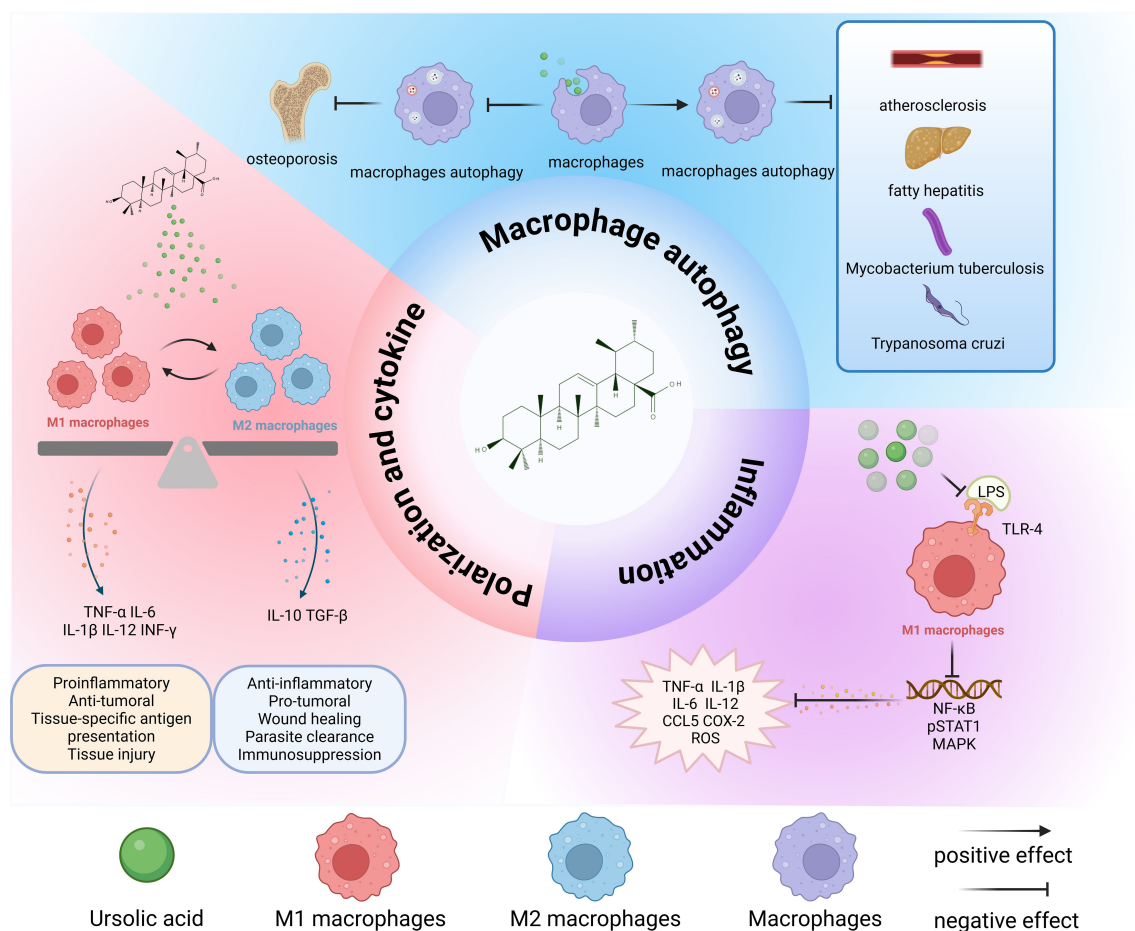 osteoporosis
macrophages autophagy
macrophages
macrophages autophagy
atherosclerosis
fatty hepatitis
Mycobacterium tuberculosis
Trypanosoma cruzi
Macrophage autophagy
Polarization and cytokine
Inflammation
HO
H
H
H
OH
O
HO
H
H
H
OH
O
M1 macrophages
M2 macrophages
TNF-α IL-6
IL-1β IL-12 INF-γ
IL-10 TGF-β
Proinflammatory
Anti-tumoral
Tissue-specific antigen
presentation
Tissue injury
Anti-inflammatory
Pro-tumoral
Wound healing
Parasite clearance
Immunosuppression
LPS
TLR-4
M1 macrophages
NF-κB
pSTAT1
MAPK
TNF-α IL-1β
IL-6 IL-12
CCL5 COX-2
ROS
Ursolic acid
M1 macrophages
M2 macrophages
Macrophages
positive effect
negative effect